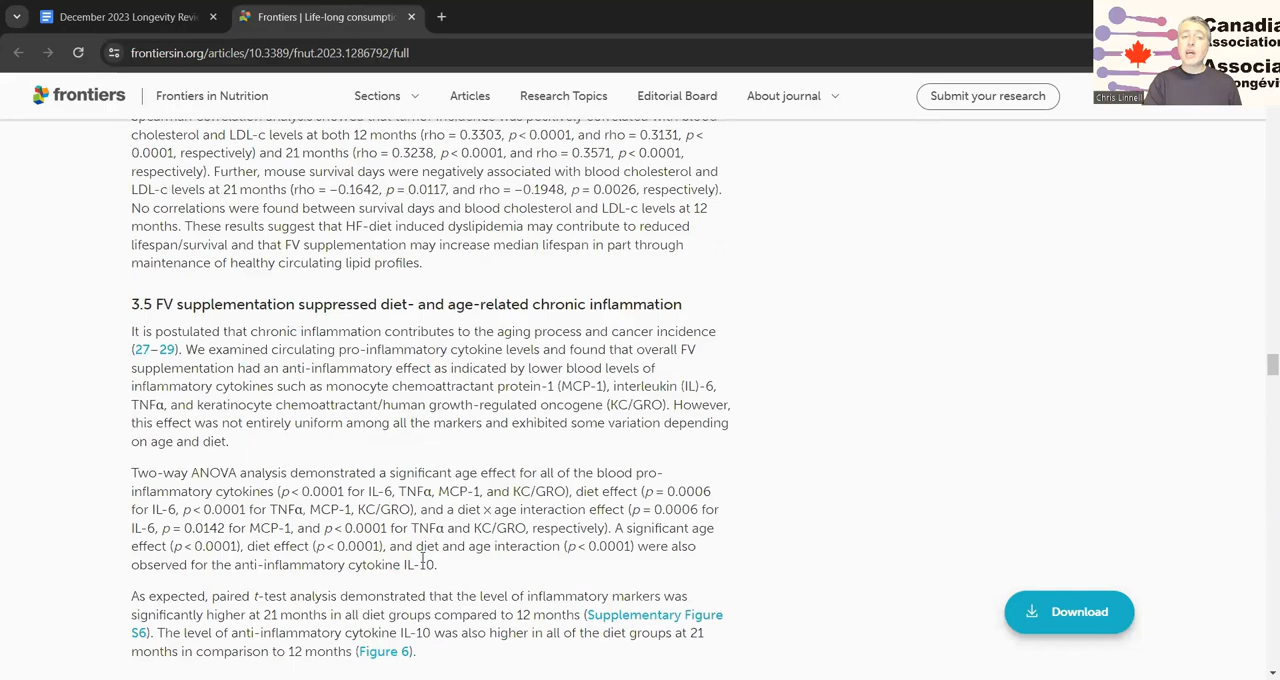 December 2023 Longevity Revi
Frontiers | Life-long consumptio
frontiersin.org/articles/10.3389/fnut.2023.1286792/full
frontiers
Frontiers in Nutrition
Sections
Articles
Research Topics
Editorial Board
About journal
Submit your research
Canadia
Association
Associa
ongévi
Chris Linnell
Spearman correlation analysis showed that tumor incidence was positively correlated with blood
cholesterol and LDL-c levels at both 12 months (rho = 0.3303, p < 0.0001, and rho = 0.3131, p <
0.0001, respectively) and 21 months (rho = 0.3238, p < 0.0001, and rho = 0.3571, p < 0.0001,
respectively). Further, mouse survival days were negatively associated with blood cholesterol and
LDL-c levels at 21 months (rho = −0.1642, p = 0.0117, and rho = −0.1948, p = 0.0026, respectively).
No correlations were found between survival days and blood cholesterol and LDL-c levels at 12
months. These results suggest that HF-diet induced dyslipidemia may contribute to reduced
lifespan/survival and that FV supplementation may increase median lifespan in part through
maintenance of healthy circulating lipid profiles.
3.5 FV supplementation suppressed diet- and age-related chronic inflammation
It is postulated that chronic inflammation contributes to the aging process and cancer incidence
(27–29). We examined circulating pro-inflammatory cytokine levels and found that overall FV
supplementation had an anti-inflammatory effect as indicated by lower blood levels of
inflammatory cytokines such as monocyte chemoattractant protein-1 (MCP-1), interleukin (IL)-6,
TNFα, and keratinocyte chemoattractant/human growth-regulated oncogene (KC/GRO). However,
this effect was not entirely uniform among all the markers and exhibited some variation depending
on age and diet.
Two-way ANOVA analysis demonstrated a significant age effect for all of the blood pro-
inflammatory cytokines (p < 0.0001 for IL-6, TNFα, MCP-1, and KC/GRO), diet effect (p = 0.0006
for IL-6, p < 0.0001 for TNFα, MCP-1, KC/GRO), and a diet × age interaction effect (p = 0.0006 for
IL-6, p = 0.0142 for MCP-1, and p < 0.0001 for TNFα and KC/GRO, respectively). A significant age
effect (p < 0.0001), diet effect (p < 0.0001), and diet and age interaction (p < 0.0001) were also
observed for the anti-inflammatory cytokine IL-10.
As expected, paired t-test analysis demonstrated that the level of inflammatory markers was
significantly higher at 21 months in all diet groups compared to 12 months (Supplementary Figure
S6). The level of anti-inflammatory cytokine IL-10 was also higher in all of the diet groups at 21
months in comparison to 12 months (Figure 6).
Download